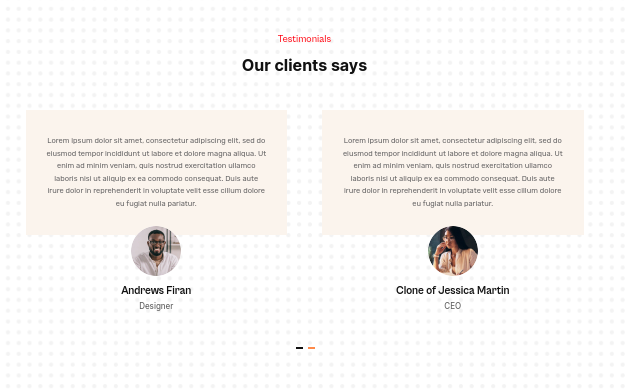 Testimonials
Our clients says
Lorem ipsum dolor sit amet, consectetur adipiscing elit, sed do
eiusmod tempor incididunt ut labore et dolore magna aliqua. Ut
enim ad minim veniam, quis nostrud exercitation ullamco
laboris nisi ut aliquip ex ea commodo consequat. Duis aute
irure dolor in reprehenderit in voluptate velit esse cillum dolore
eu fugiat nulla pariatur.
Andrews Firan
Designer
Lorem ipsum dolor sit amet, consectetur adipiscing elit, sed do
eiusmod tempor incididunt ut labore et dolore magna aliqua. Ut
enim ad minim veniam, quis nostrud exercitation ullamco
laboris nisi ut aliquip ex ea commodo consequat. Duis aute
irure dolor in reprehenderit in voluptate velit esse cillum dolore
eu fugiat nulla pariatur.
Clone of Jessica Martin
CEO